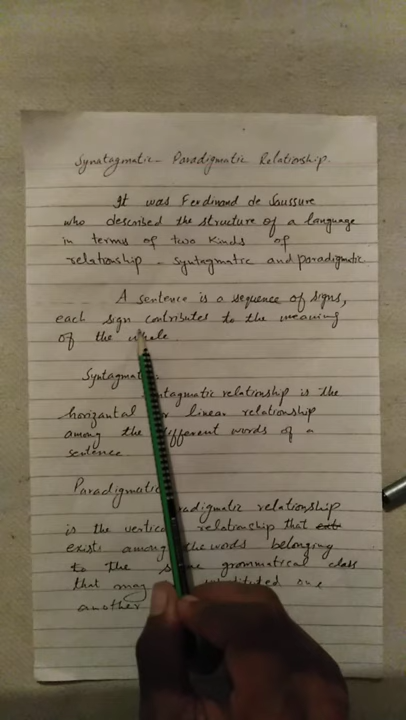 Synatagmatic - Paradigmatic Relationship.
It was Ferdinand de Saussure
who described the structure of a language
in terms of two kinds of
relationship - syntagmatic and paradigmatic
A sentence is a sequence of signs,
each sign contributes to the meaning
of the whole.
Syntagmatic:
relationship is the
horizantal linear relationship
among the different words of a
sentence
Paradigmatic
relationship
is the vertical relationship that ext
exists among the words belonging
to the same grammatical class
that may one
another